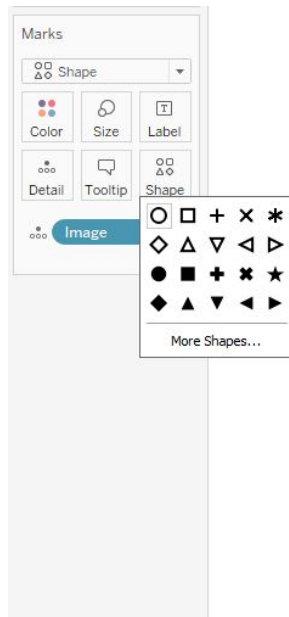 Marks
Shape
Color Size Label
Detail Tooltip Shape
Image
More Shapes...